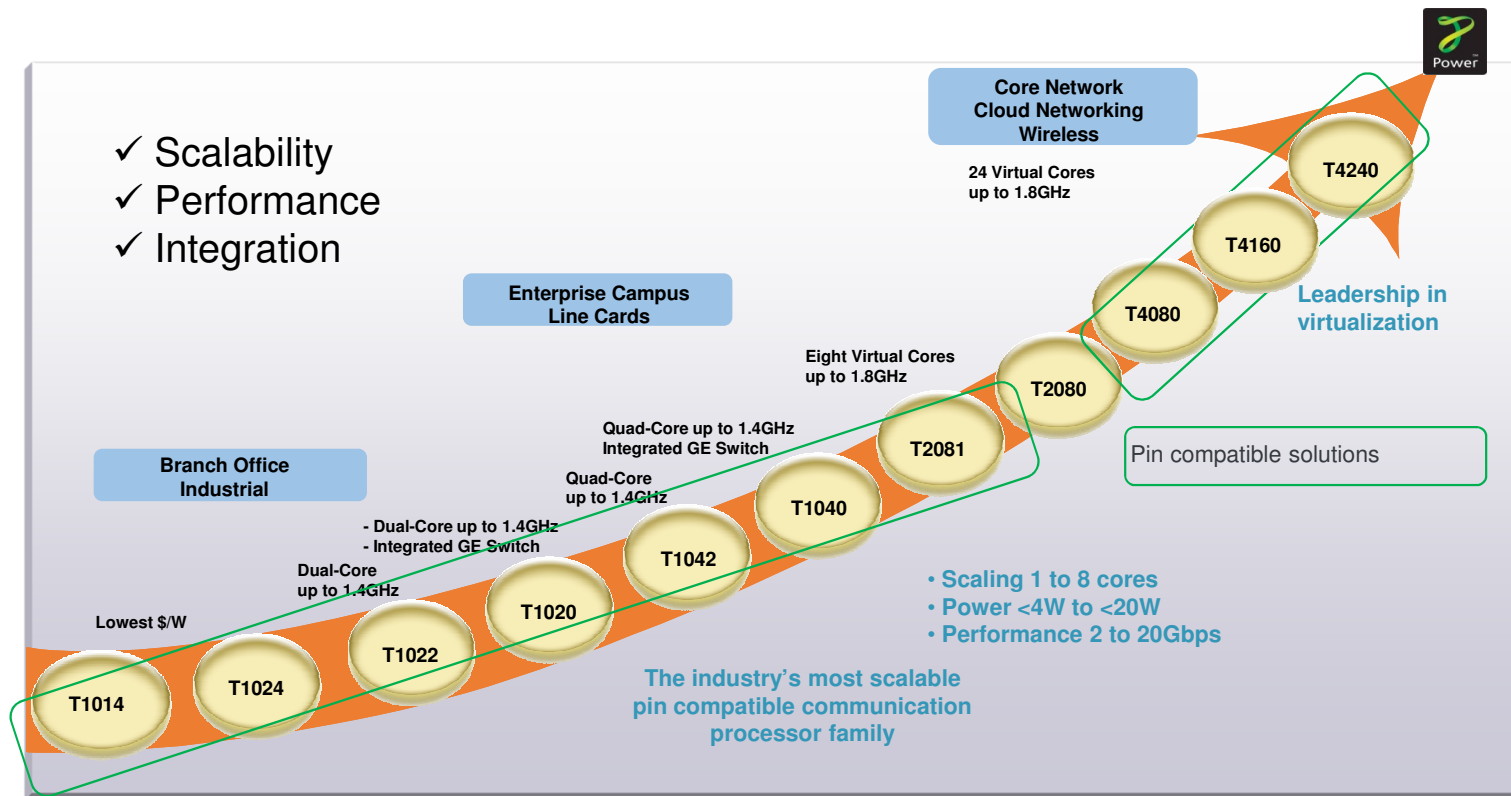 Power™
Core Network
Cloud Networking
Wireless
✓ Scalability
✓ Performance
✓ Integration
24 Virtual Cores
up to 1.8GHz
T4240
T4160
Enterprise Campus
Line Cards
Leadership in
virtualization
T4080
Eight Virtual Cores
up to 1.8GHz
T2080
Quad-Core up to 1.4GHz
Integrated GE Switch
T2081
Pin compatible solutions
Branch Office
Industrial
Quad-Core
up to 1.4GHz
T1040
- Dual-Core up to 1.4GHz
- Integrated GE Switch
T1042
Dual-Core
up to 1.4GHz
• Scaling 1 to 8 cores
• Power <4W to <20W
• Performance 2 to 20Gbps
T1020
Lowest $/W
T1022
T1024
T1014
The industry's most scalable
pin compatible communication
processor family